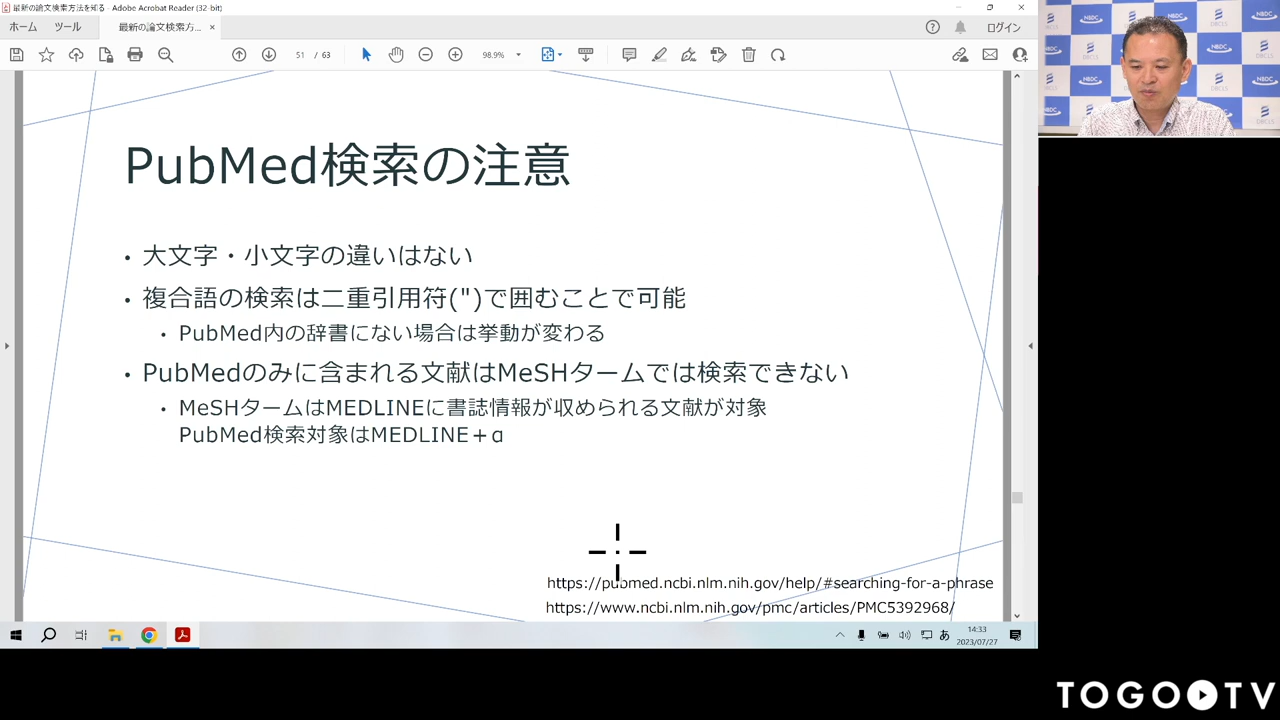 最新の論文検索方法を知る - Adobe Acrobat Reader (32-bit)
ホーム ツール 最新の論文検索方... × ログイン
51 / 63 98.9%
PubMed検索の注意
• 大文字・小文字の違いはない
• 複合語の検索は二重引用符(")で囲むことで可能
• PubMed内の辞書にない場合は挙動が変わる
• PubMedのみに含まれる文献はMeSHタームでは検索できない
• MeSHタームはMEDLINEに書誌情報が収められる文献が対象
PubMed検索対象はMEDLINE＋α
https://pubmed.ncbi.nlm.nih.gov/help/#searching-for-a-phrase
https://www.ncbi.nlm.nih.gov/pmc/articles/PMC5392968/
あ 14:33
2023/07/27
NBDC
DBCLS
TOGO TV